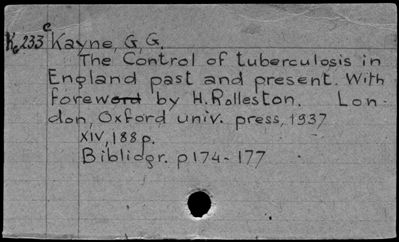 Kc233 c Kayne, G, G.
The Control of tuberculosis in
England past and present. With
foreword by H. Rolleston. Lon-
don, Oxford univ. press, 1937
XIV, 188 p.
Bibliogr. p 174-177